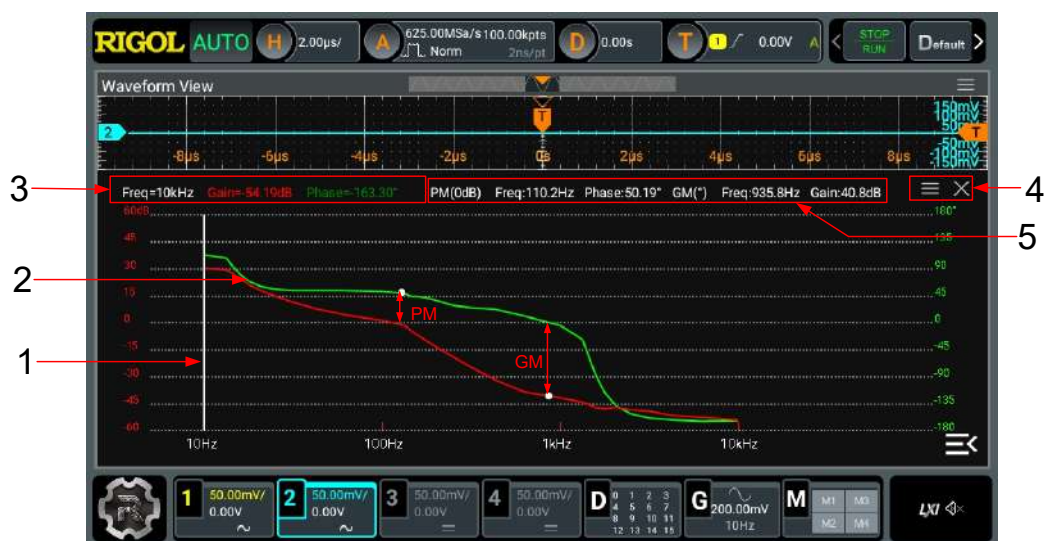 RIGOL AUTO H 2.00μs/ A 625.00MSa/s 100.00kpts D 0.00s T 1 0.00V A STOP Default
Norm 2ns/pt RUN
Waveform View
150mV
100mV
2 T
-8μs -6μs -2μs 0s 2μs 6μs 8μs
3 Freq=10kHz Gain=-54.19dB Phase=-163.30° PM(0dB) Freq:110.2Hz Phase:50.19° GM(°) Freq:935.8Hz Gain:40.8dB 4
60dB 180°
45 135 5
30 90
2
15 45
PM
0 0
-15 -45
1 GM
-30 -90
-45 -135
-60 -180
10Hz 100Hz 1kHz 10kHz
1 50.00mV/ 2 50.00mV/ 3 50.00mV/ 4 50.00mV/ D 0 1 2 3 G M M1 M3
0.00V 0.00V 0.00V 0.00V 4 5 6 7 200.00mV LXI
8 9 10 11 10Hz M2 M4
12 13 14 15